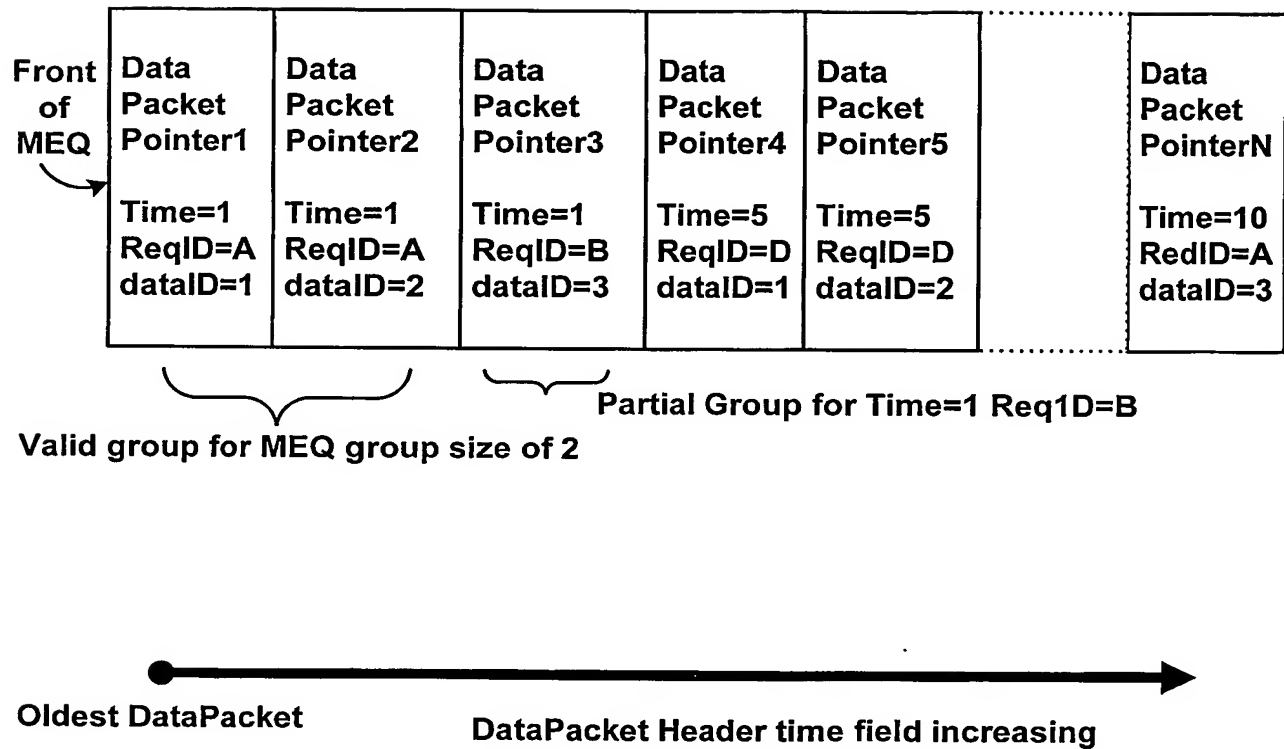 Front
of
MEQ
Data
Packet
Pointer1
Time=1
ReqID=A
dataID=1
Data
Packet
Pointer2
Time=1
ReqID=A
dataID=2
Data
Packet
Pointer3
Time=1
ReqID=B
dataID=3
Data
Packet
Pointer4
Time=5
ReqID=D
dataID=1
Data
Packet
Pointer5
Time=5
ReqID=D
dataID=2
Data
Packet
PointerN
Time=10
RedID=A
dataID=3
Partial Group for Time=1 Req1D=B
Valid group for MEQ group size of 2
Oldest DataPacket
DataPacket Header time field increasing